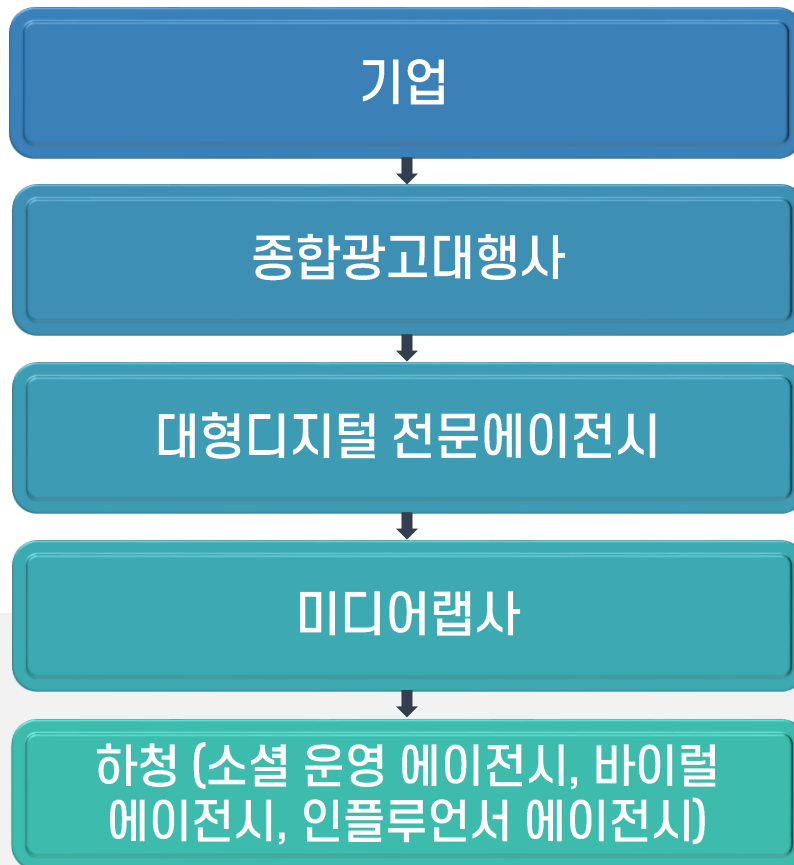 기업
종합광고대행사
대형디지털 전문에이전시
미디어랩사
하청 (소셜 운영 에이전시, 바이럴
에이전시, 인플루언서 에이전시)